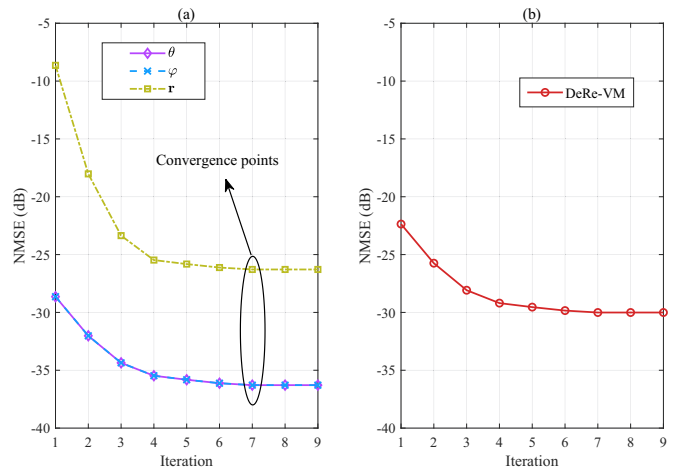 (a)
-5
-10
-15
-20
-25
-30
-35
-40
NMSE (dB)
θ
φ
r
Convergence points
1 2 3 4 5 6 7 8 9
Iteration
(b)
-5
-10
-15
-20
-25
-30
-35
-40
NMSE (dB)
DeRe-VM
1 2 3 4 5 6 7 8 9
Iteration